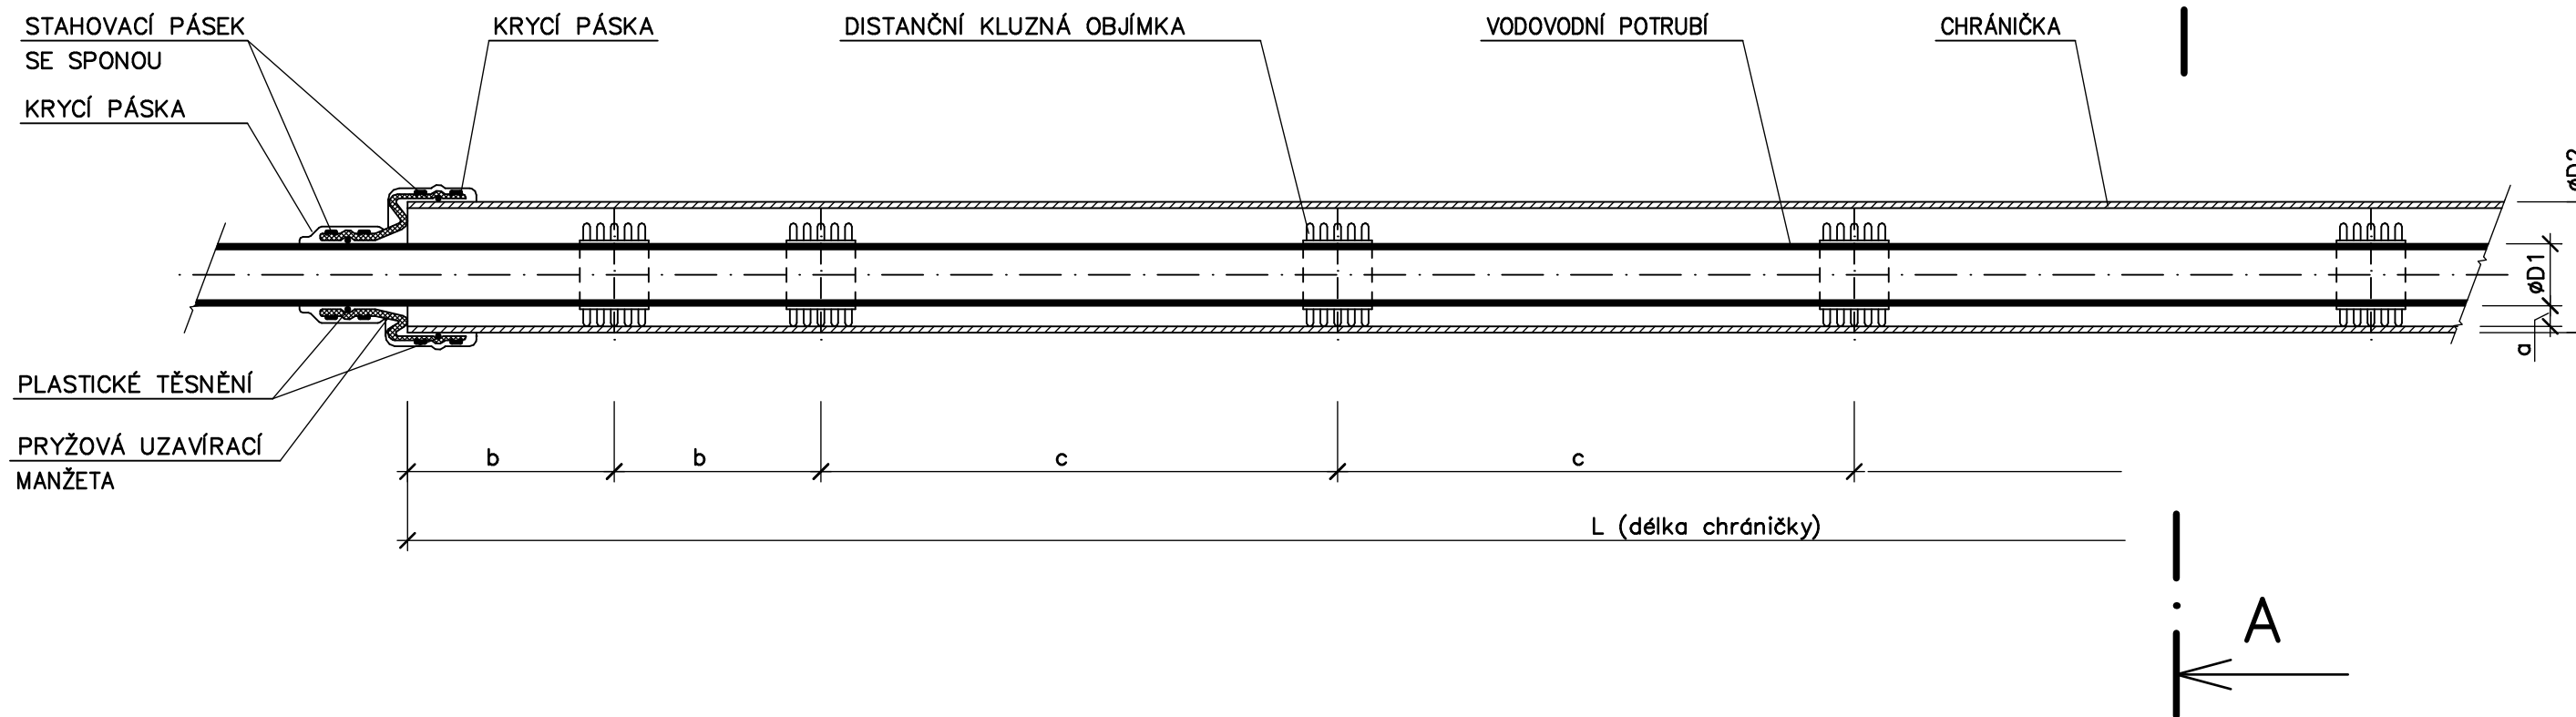 STAHOVACÍ PÁSEK
SE SPONOU
KRYCÍ PÁSKA
DISTANČNÍ KLUZNÁ OBJÍMKA
VODOVODNÍ POTRUBÍ
CHRÁNIČKA
KRYCÍ PÁSKA
øD2
øD1
a
PLASTICKÉ TĚSNĚNÍ
PRYŽOVÁ UZAVÍRACÍ
MANŽETA
b
b
c
c
L (délka chráničky)
A